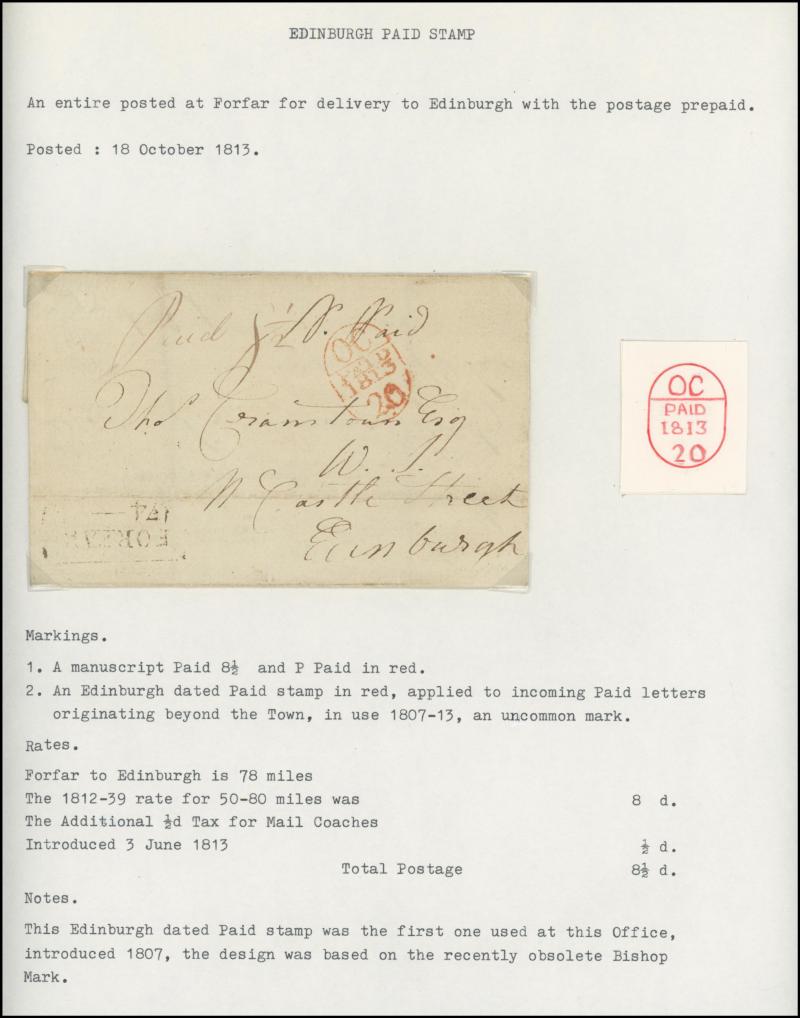 EDINBURGH PAID STAMP
An entire posted at Forfar for delivery to Edinburgh with the postage prepaid.
Posted : 18 October 1813.
Paid 8½ P. Paid
OC
PAID
1813
20
Thos Cranstoun Esq
W. S.
N Castle Street
Edinburgh
FORFAR
OC
PAID
1813
20
Markings.
1. A manuscript Paid 8½ and P Paid in red.
2. An Edinburgh dated Paid stamp in red, applied to incoming Paid letters
originating beyond the Town, in use 1807-13, an uncommon mark.
Rates.
Forfar to Edinburgh is 78 miles
The 1812-39 rate for 50-80 miles was 8 d.
The Additional ½d Tax for Mail Coaches
Introduced 3 June 1813 ½ d.
Total Postage 8½ d.
Notes.
This Edinburgh dated Paid stamp was the first one used at this Office,
introduced 1807, the design was based on the recently obsolete Bishop
Mark.